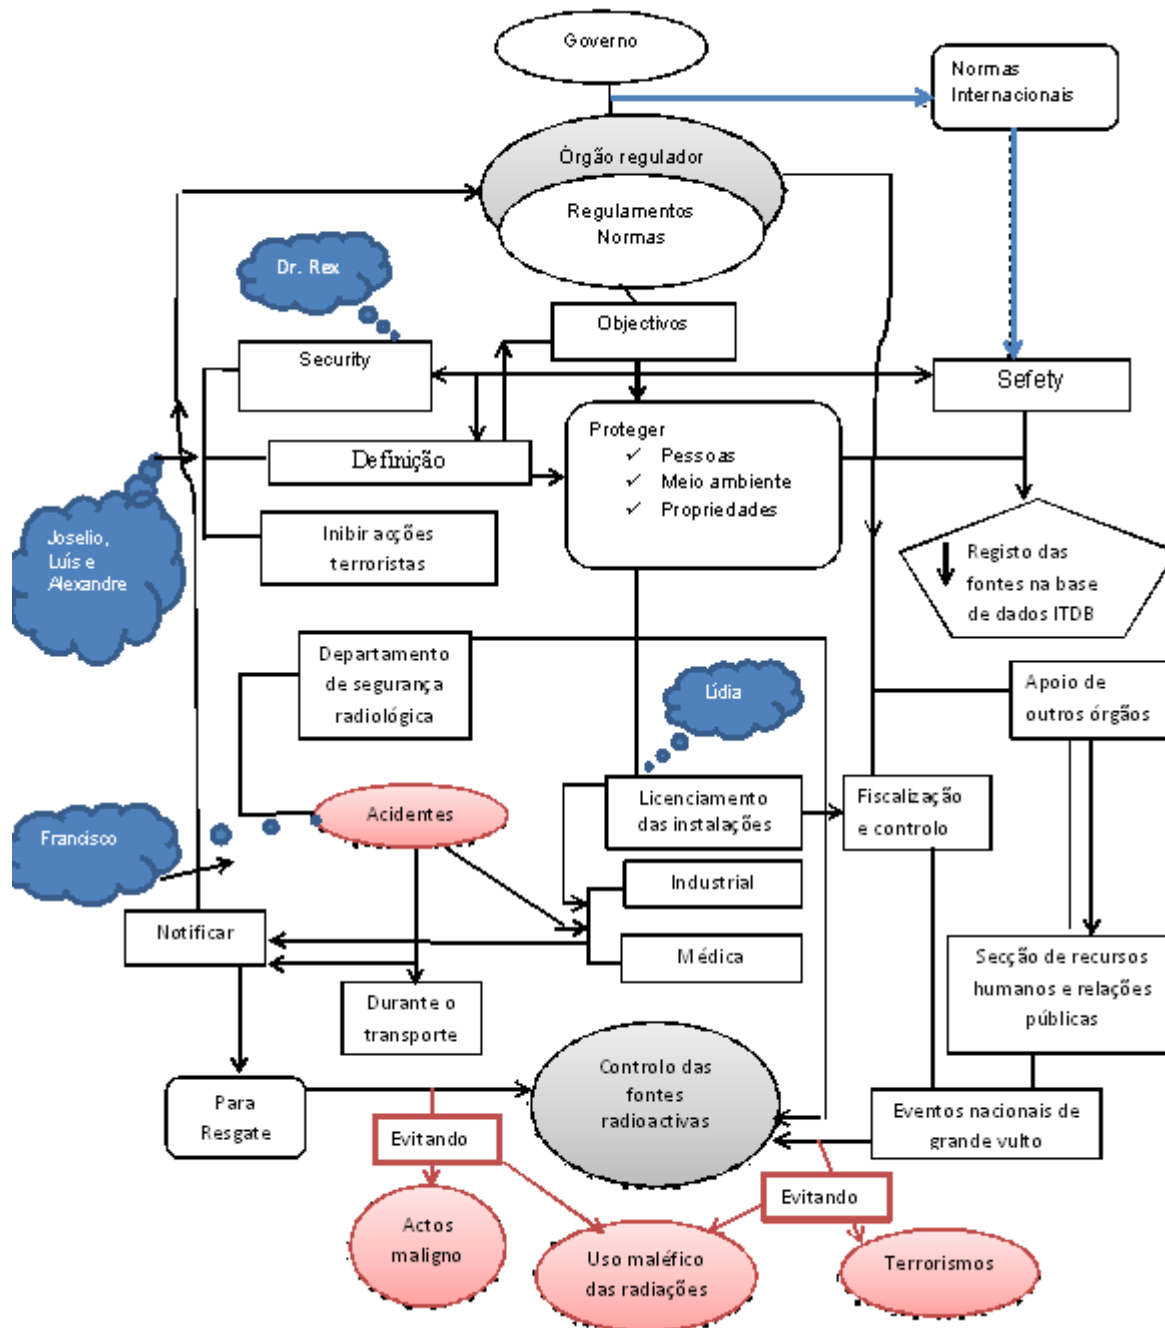 Governo
Normas
Internacionais
Órgão regulador
Regulamentos
Normas
Dr. Rex
Objectivos
Security
Sefety
Proteger
✓ Pessoas
✓ Meio ambiente
✓ Propriedades
Definição
Joselio,
Luís e
Alexandre
Inibir acções
terroristas
Registo das
fontes na base
de dados ITDB
Departamento
de segurança
radiológica
Lídia
Apoio de
outros órgãos
Acidentes
Licenciamento
das instalações
Fiscalização
e controlo
Francisco
Industrial
Notificar
Médica
Secção de recursos
humanos e relações
públicas
Durante o
transporte
Controlo das
fontes
radioactivas
Para
Resgate
Eventos nacionais de
grande vulto
Evitando
Evitando
Actos
maligno
Uso maléfico
das radiações
Terrorismos